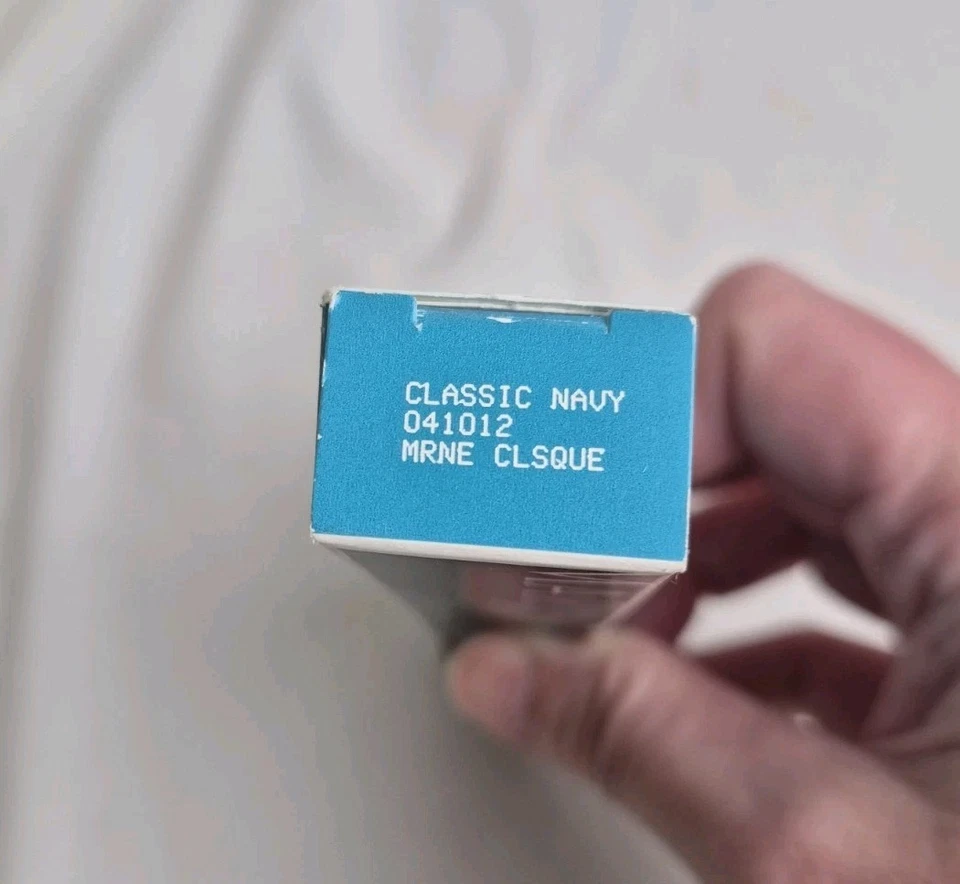 CLASSIC NAVY
041012
MRNE CLSQUE